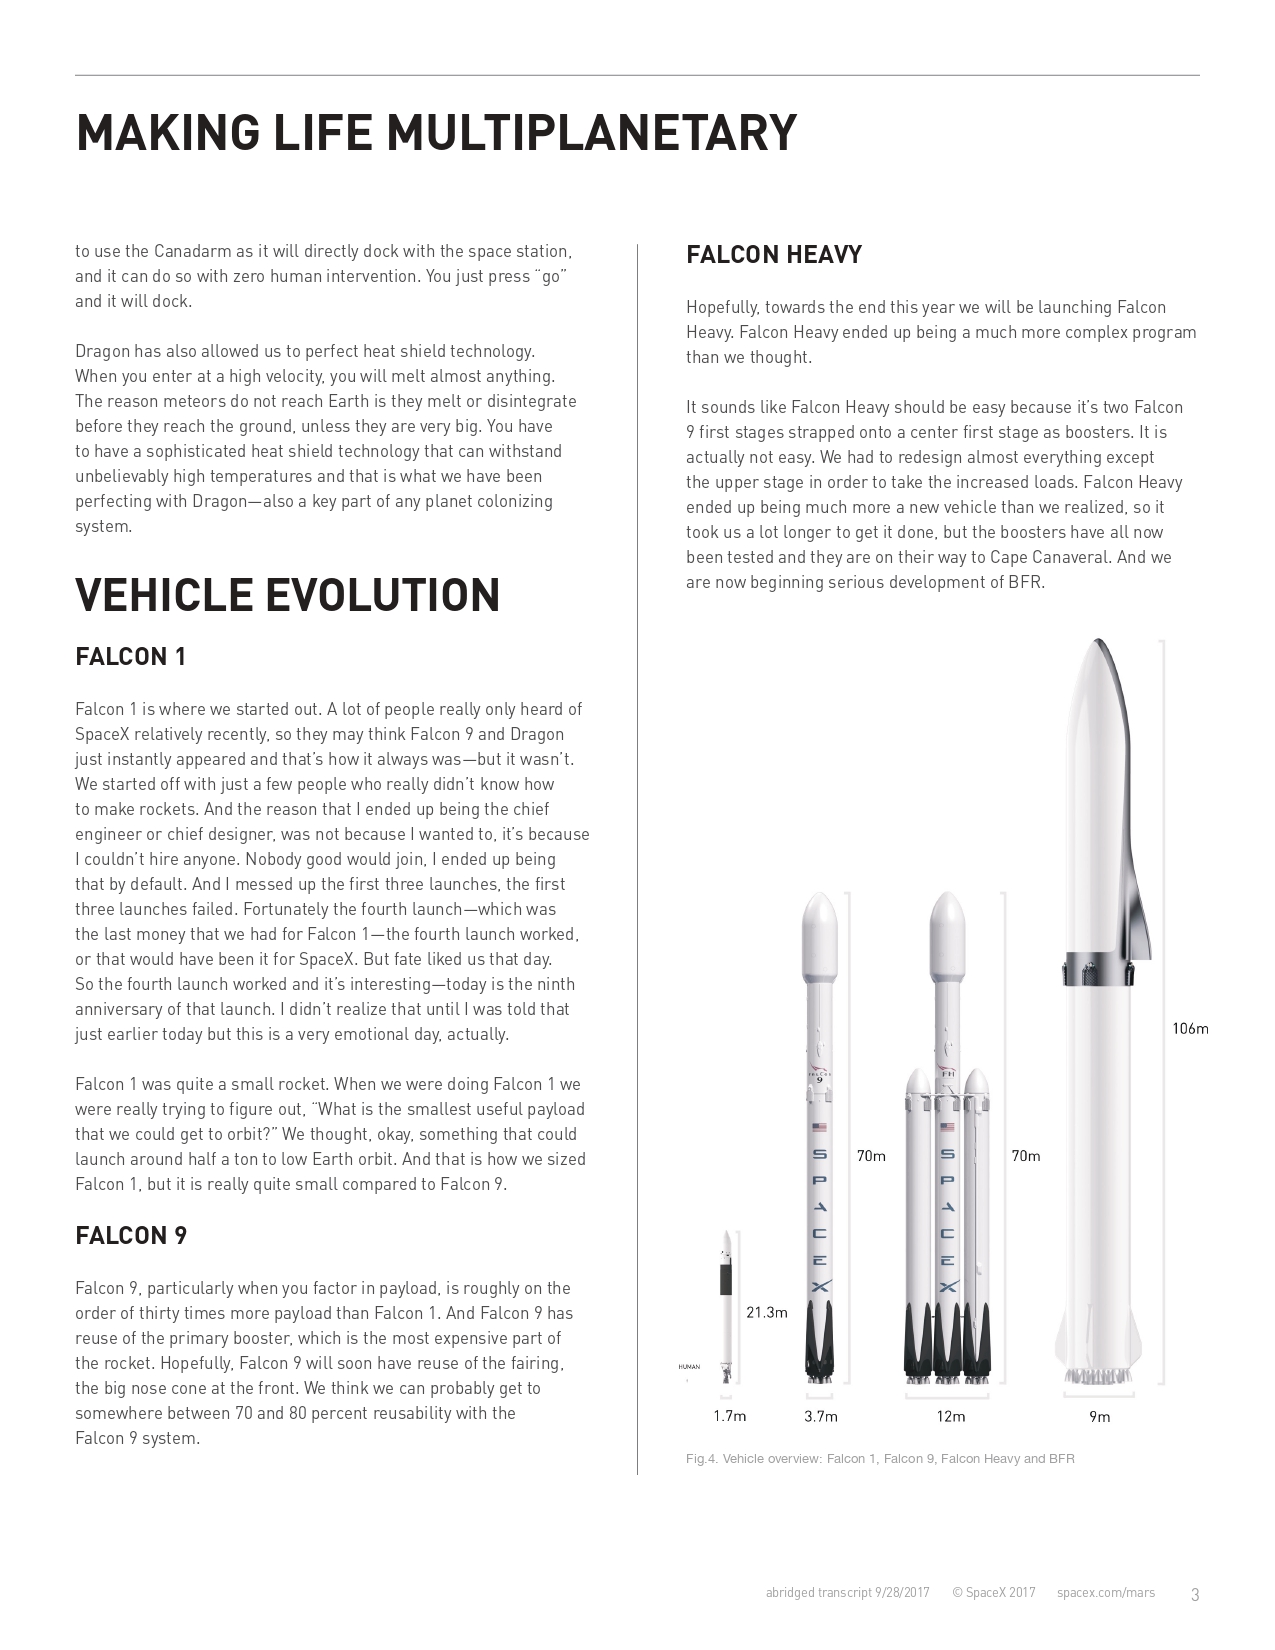 MAKING LIFE MULTIPLANETARY
to use the Canadarm as it will directly dock with the space station,
and it can do so with zero human intervention. You just press “go”
and it will dock.
Dragon has also allowed us to perfect heat shield technology.
When you enter at a high velocity, you will melt almost anything.
The reason meteors do not reach Earth is they melt or disintegrate
before they reach the ground, unless they are very big. You have
to have a sophisticated heat shield technology that can withstand
unbelievably high temperatures and that is what we have been
perfecting with Dragon—also a key part of any planet colonizing
system.
VEHICLE EVOLUTION
FALCON 1
Falcon 1 is where we started out. A lot of people really only heard of
SpaceX relatively recently, so they may think Falcon 9 and Dragon
just instantly appeared and that’s how it always was—but it wasn’t.
We started off with just a few people who really didn’t know how
to make rockets. And the reason that I ended up being the chief
engineer or chief designer, was not because I wanted to, it’s because
I couldn’t hire anyone. Nobody good would join, I ended up being
that by default. And I messed up the first three launches, the first
three launches failed. Fortunately the fourth launch—which was
the last money that we had for Falcon 1—the fourth launch worked,
or that would have been it for SpaceX. But fate liked us that day.
So the fourth launch worked and it’s interesting—today is the ninth
anniversary of that launch. I didn’t realize that until I was told that
just earlier today but this is a very emotional day, actually.
Falcon 1 was quite a small rocket. When we were doing Falcon 1 we
were really trying to figure out, “What is the smallest useful payload
that we could get to orbit?” We thought, okay, something that could
launch around half a ton to low Earth orbit. And that is how we sized
Falcon 1, but it is really quite small compared to Falcon 9.
FALCON 9
Falcon 9, particularly when you factor in payload, is roughly on the
order of thirty times more payload than Falcon 1. And Falcon 9 has
reuse of the primary booster, which is the most expensive part of
the rocket. Hopefully, Falcon 9 will soon have reuse of the fairing,
the big nose cone at the front. We think we can probably get to
somewhere between 70 and 80 percent reusability with the
Falcon 9 system.
FALCON HEAVY
Hopefully, towards the end this year we will be launching Falcon
Heavy. Falcon Heavy ended up being a much more complex program
than we thought.
It sounds like Falcon Heavy should be easy because it’s two Falcon
9 first stages strapped onto a center first stage as boosters. It is
actually not easy. We had to redesign almost everything except
the upper stage in order to take the increased loads. Falcon Heavy
ended up being much more a new vehicle than we realized, so it
took us a lot longer to get it done, but the boosters have all now
been tested and they are on their way to Cape Canaveral. And we
are now beginning serious development of BFR.
HUMAN
21.3m
1.7m
FALCON
9
SPACEX
70m
3.7m
FH
SPACEX
70m
12m
106m
9m
Fig.4. Vehicle overview: Falcon 1, Falcon 9, Falcon Heavy and BFR
abridged transcript 9/28/2017 © SpaceX 2017 spacex.com/mars 3